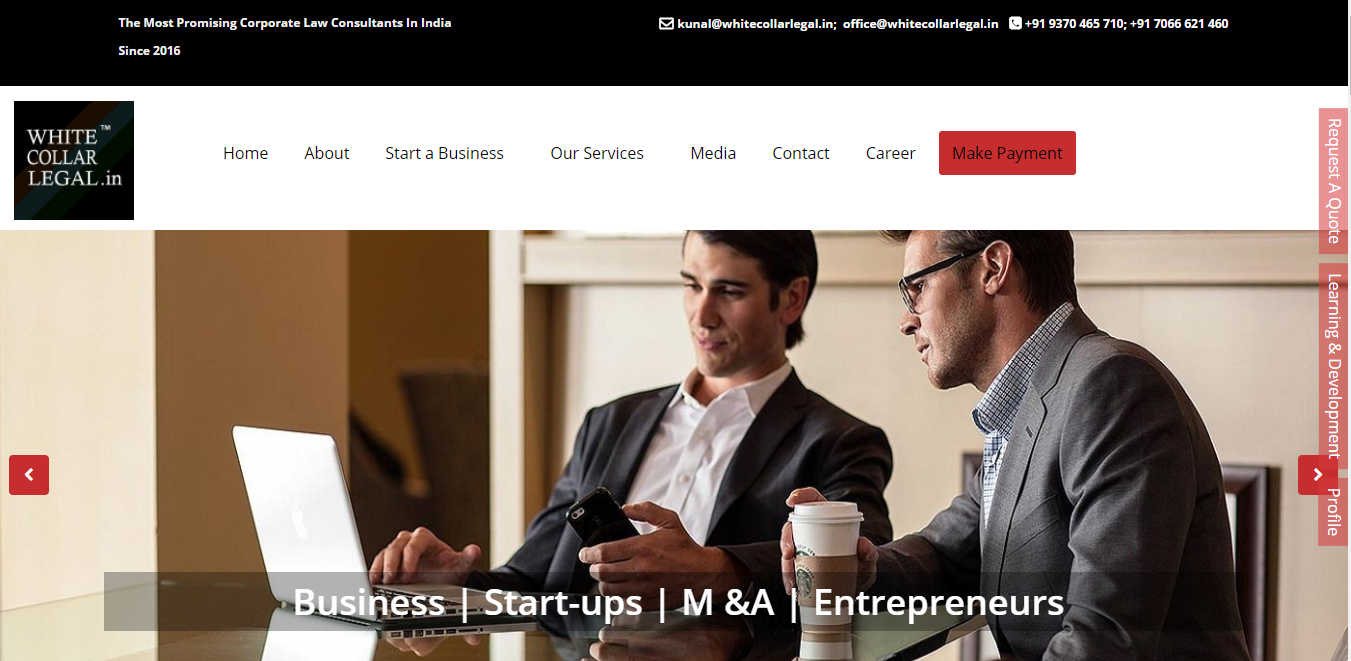 The Most Promising Corporate Law Consultants In India
Since 2016
kunal@whitecollarlegal.in; office@whitecollarlegal.in +91 9370 465 710; +91 7066 621 460
WHITE ™
COLLAR
LEGAL.in
Home About Start a Business Our Services Media Contact Career Make Payment
Request A Quote
Learning & Development
Profile
Business | Start-ups | M &A | Entrepreneurs